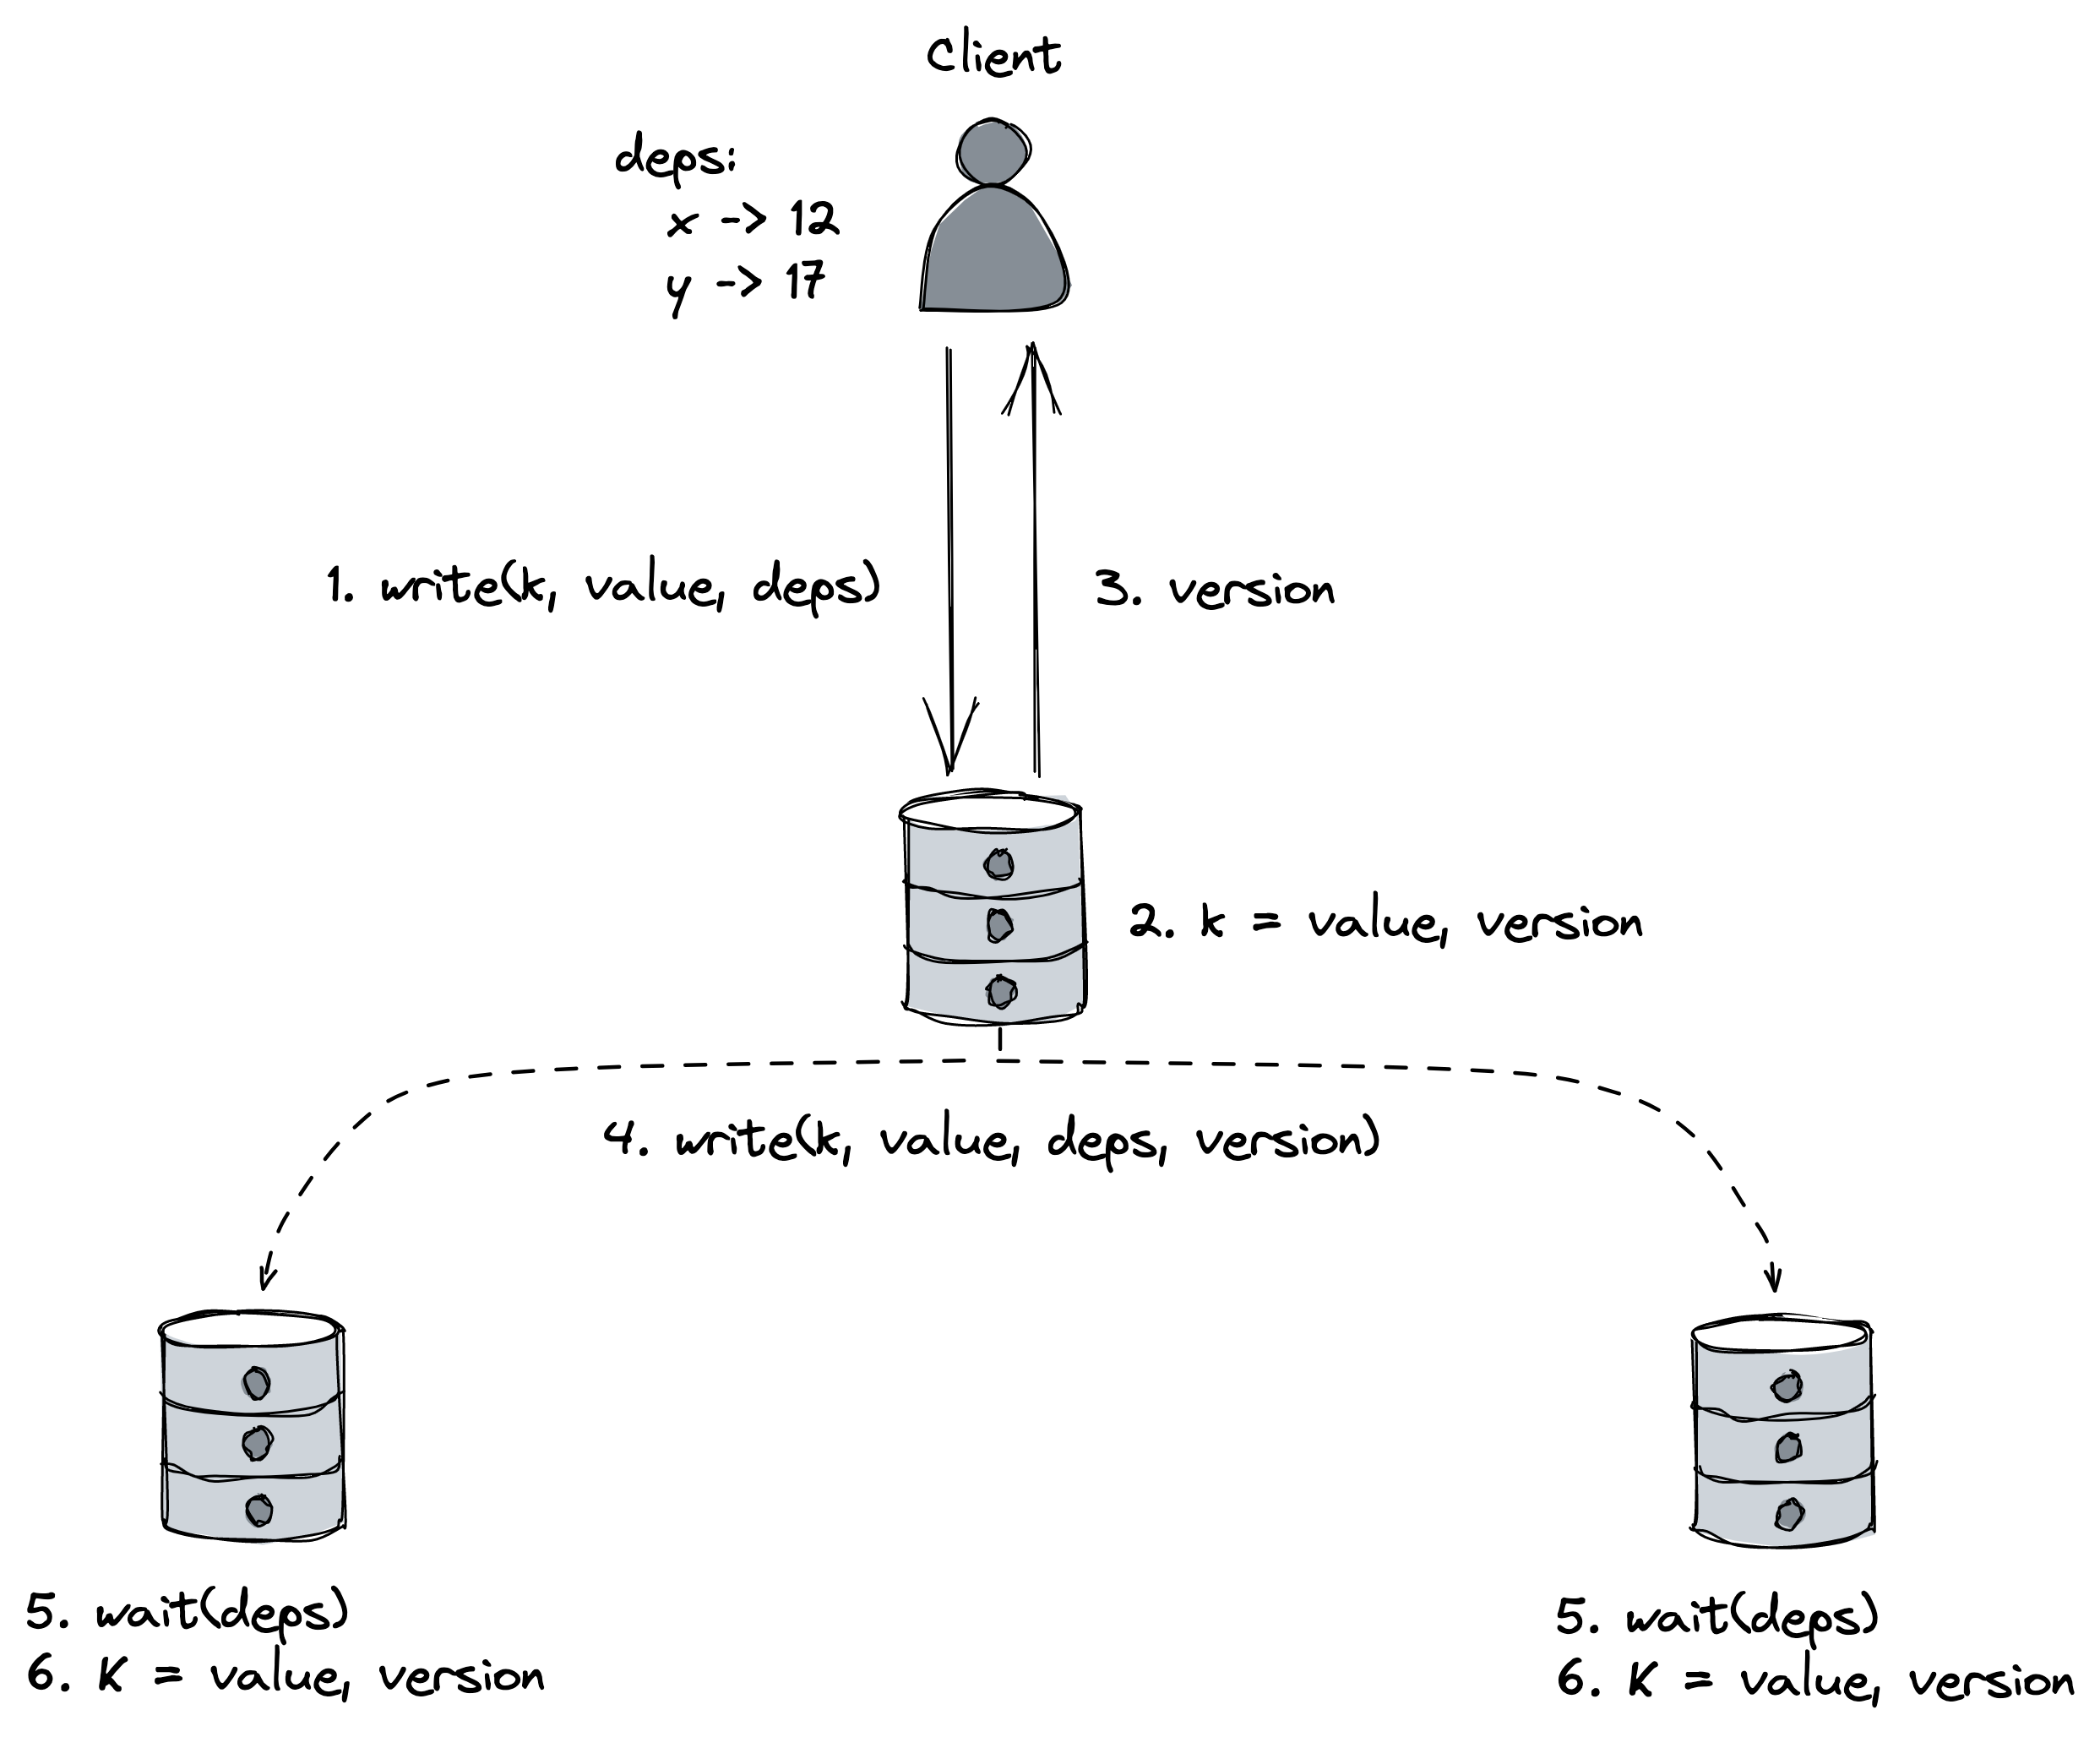 Client
deps:
x -> 12
y -> 17
1. write(k, value, deps)
3. version
2. k = value, version
4. write(k, value, deps, version)
5. wait(deps)
6. K = value, version
5. wait(deps)
6. K = value, version